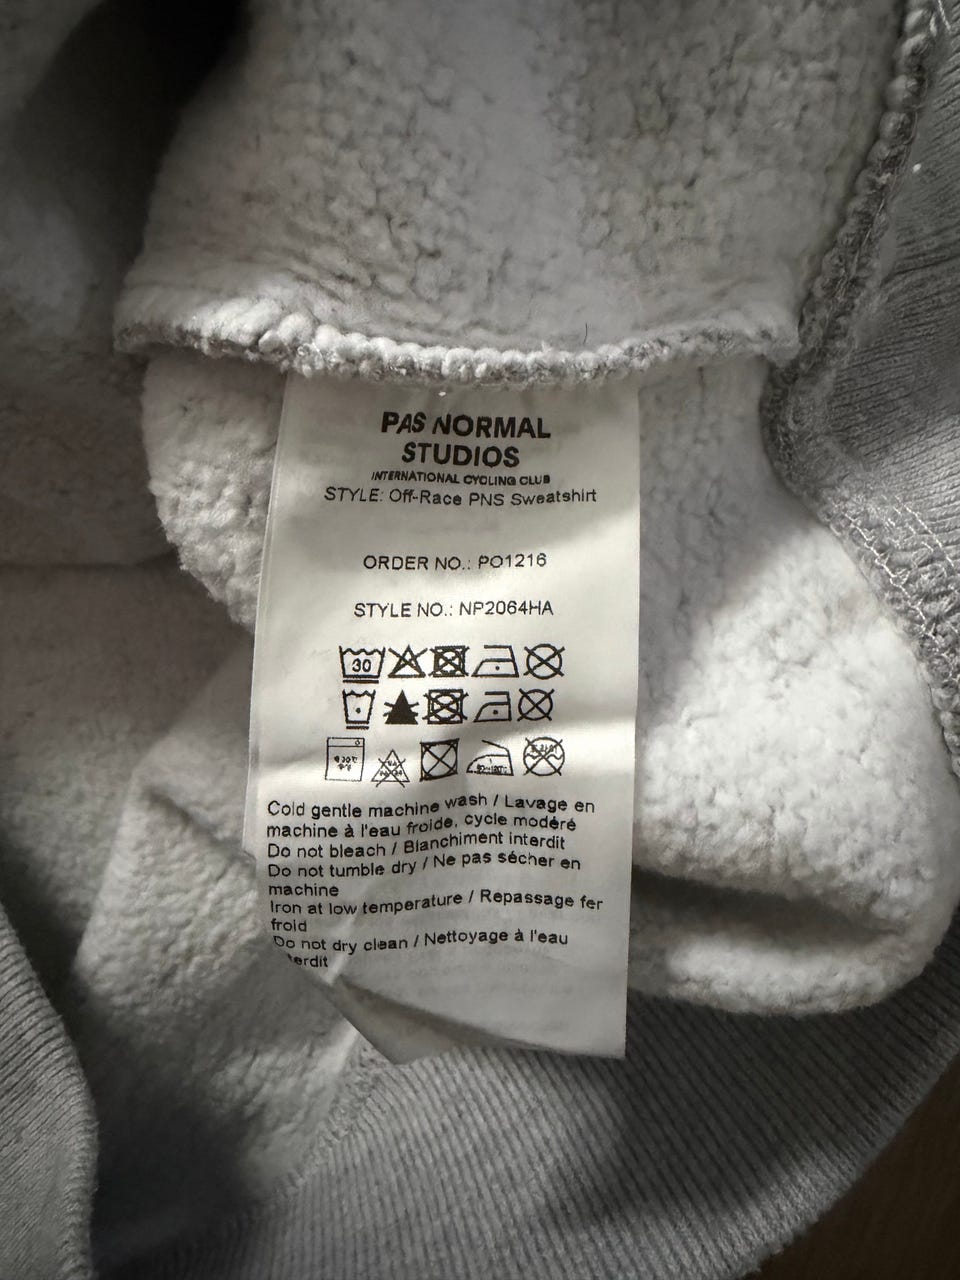 PAS NORMAL
STUDIOS
INTERNATIONAL CYCLING CLUB
STYLE: Off-Race PNS Sweatshirt
ORDER NO.: PO1216
STYLE NO.: NP2064HA
30
Cold gentle machine wash / Lavage en
machine à l'eau froide, cycle modéré
Do not bleach / Blanchiment interdit
Do not tumble dry / Ne pas sécher en
machine
Iron at low temperature / Repassage fer
froid
Do not dry clean / Nettoyage à l'eau
terdit